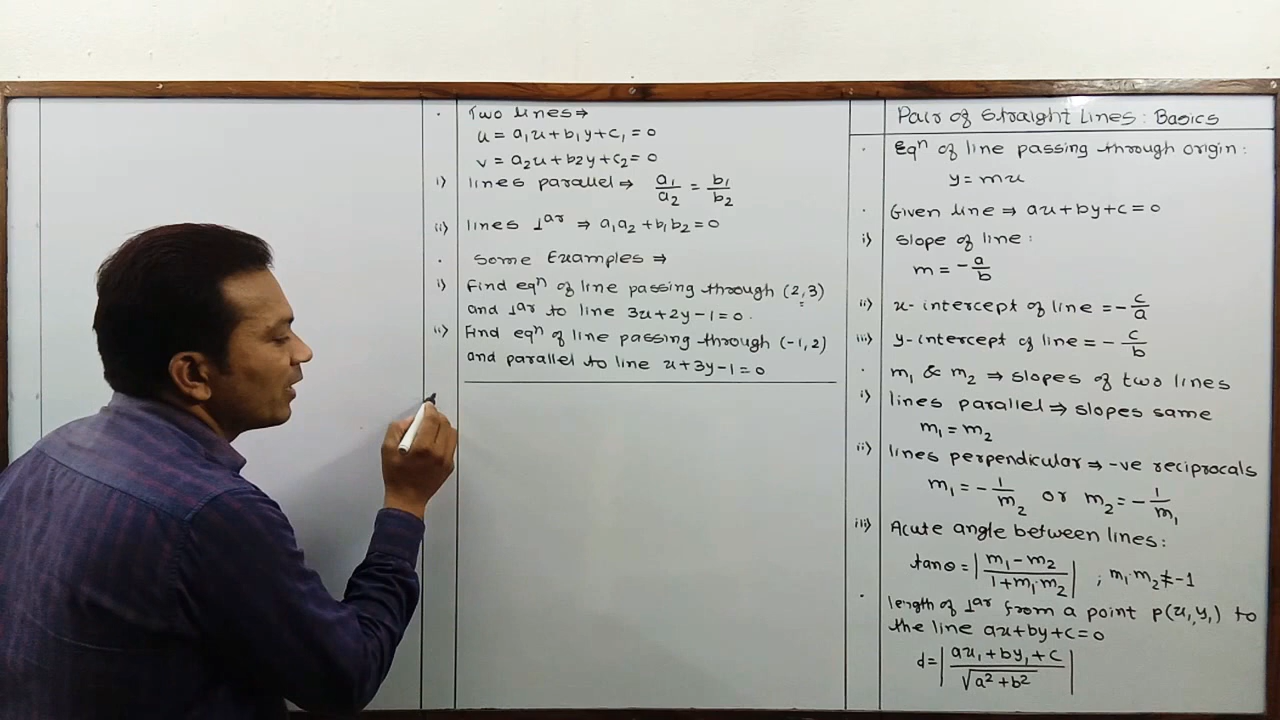 Pair of Straight Lines: Basics
· Eqⁿ of line passing through origin:
y = mx
· Given line ⇒ ax+by+c=0
i) slope of line:
m = -a/b
ii) x-intercept of line = -c/a
iii) y-intercept of line = -c/b
· m₁ & m₂ ⇒ slopes of two lines
i) lines parallel ⇒ slopes same
m₁ = m₂
ii) lines perpendicular ⇒ -ve reciprocals
m₁ = -1/m₂ or m₂ = -1/m₁
iii) Acute angle between lines:
tanθ = |(m₁-m₂)/(1+m₁·m₂)| ; m₁·m₂ ≠ -1
· length of ⊥ar from a point P(x₁,y₁) to
the line ax+by+c=0
d = |(ax₁+by₁+c)/√(a²+b²)|
· Two lines ⇒
u = a₁x+b₁y+c₁=0
v = a₂x+b₂y+c₂=0
i) lines parallel ⇒ a₁/a₂ = b₁/b₂
ii) lines ⊥ar ⇒ a₁a₂+b₁b₂=0
· Some Examples ⇒
i) Find eqⁿ of line passing through (2,3)
and ⊥ar to line 3x+2y-1=0.
ii) Find eqⁿ of line passing through (-1,2)
and parallel to line x+3y-1=0